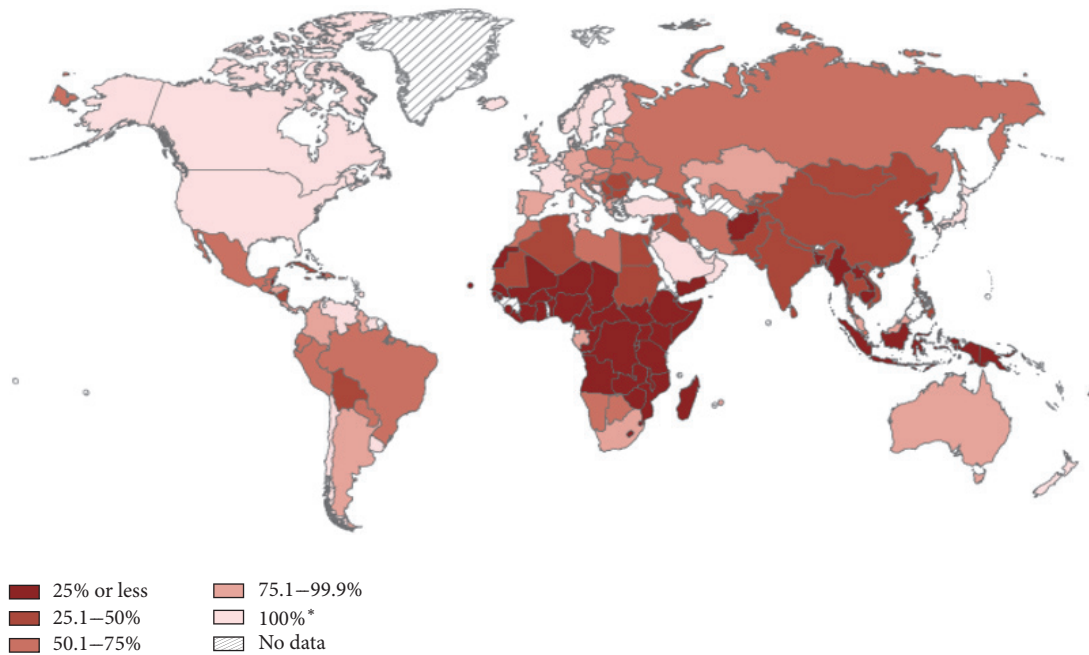 25% or less
25.1–50%
50.1–75%
75.1–99.9%
100%*
No data